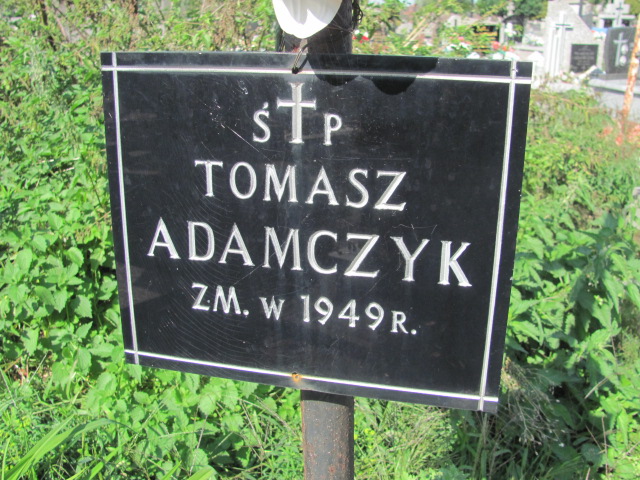 Ś P
TOMASZ
ADAMCZYK
ZM. W 1949 R.